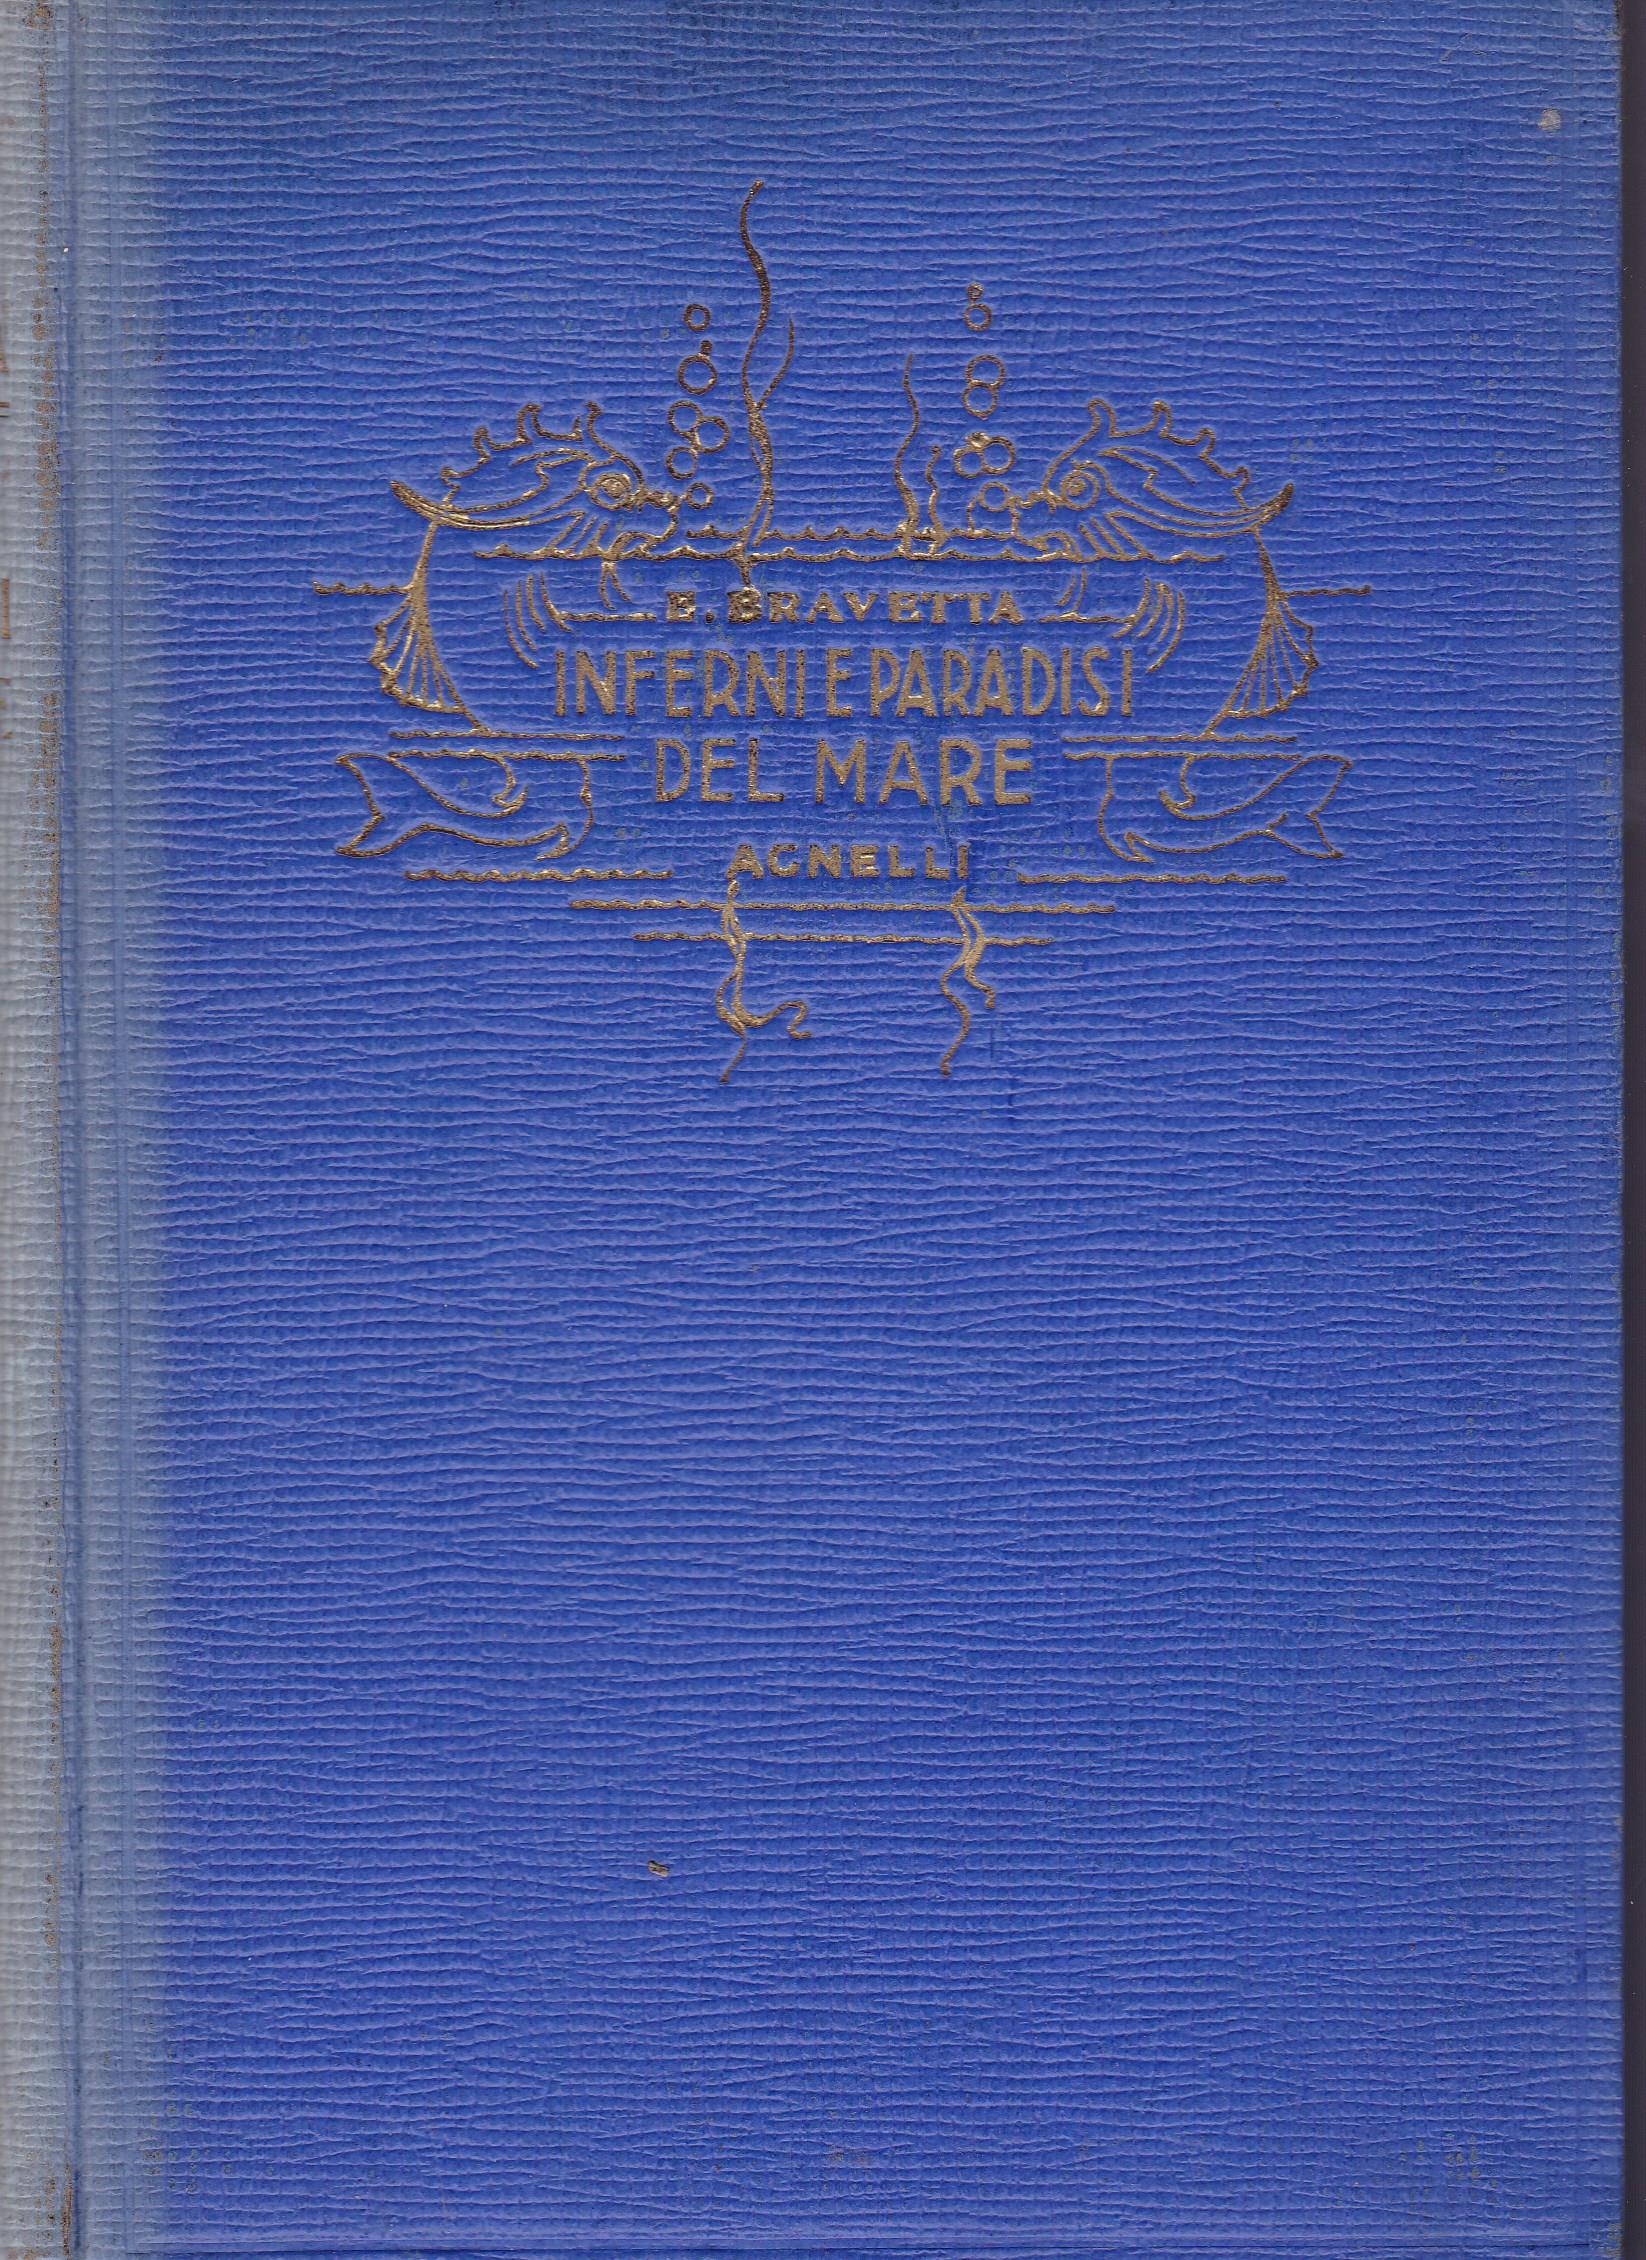 E. BRAVETTA
INFERNI E PARADISI
DEL MARE
AGNELLI